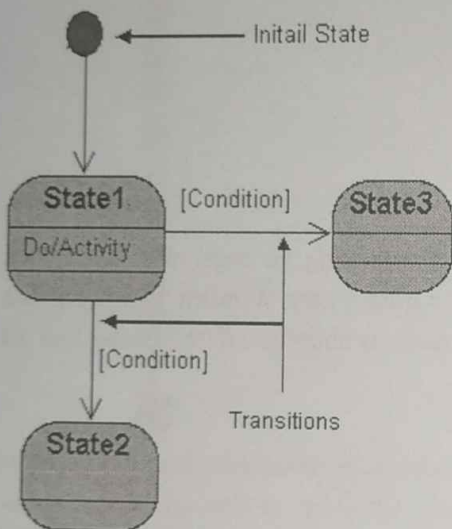 Initail State
State1
[Condition]
State3
Do/Activity
[Condition]
Transitions
State2